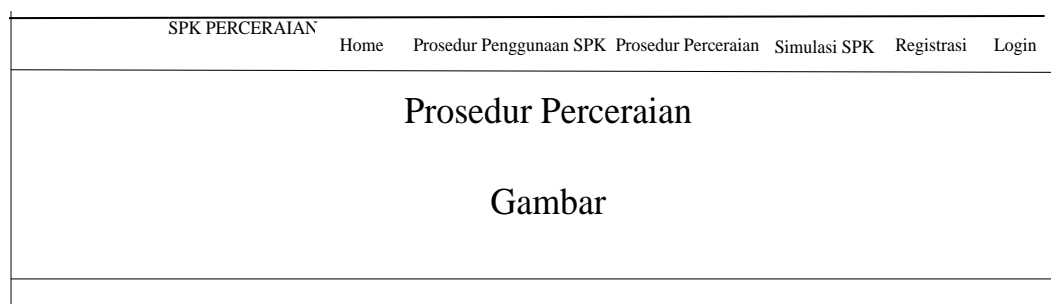 SPK PERCERAIAN
Home Prosedur Penggunaan SPK Prosedur Perceraian Simulasi SPK Registrasi Login
Prosedur Perceraian
Gambar